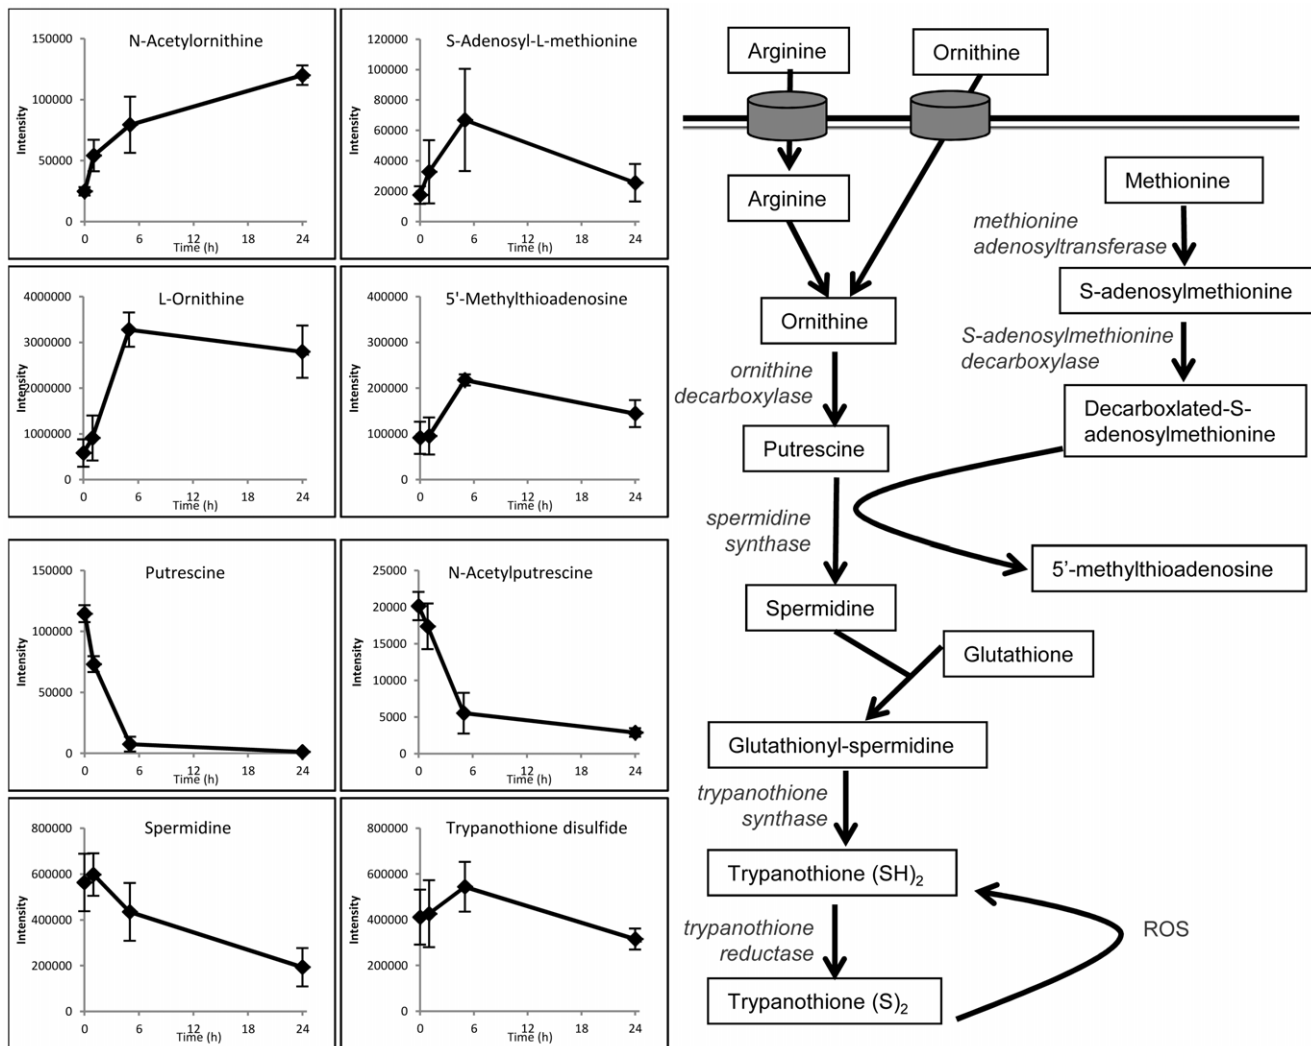 N-Acetylornithine
150000
100000
50000
0
Intensity
0 6 12 18 24
Time (h)
S-Adenosyl-L-methionine
120000
100000
80000
60000
40000
20000
0
Intensity
0 6 12 18 24
Time (h)
L-Ornithine
4000000
3000000
2000000
1000000
0
Intensity
0 6 12 18 24
Time (h)
5'-Methylthioadenosine
400000
300000
200000
100000
0
Intensity
0 6 12 18 24
Time (h)
Putrescine
150000
100000
50000
0
Intensity
0 6 12 18 24
Time (h)
N-Acetylputrescine
25000
20000
15000
10000
5000
0
Intensity
0 6 12 18 24
Time (h)
Spermidine
800000
600000
400000
200000
0
Intensity
0 6 12 18 24
Time (h)
Trypanothione disulfide
800000
600000
400000
200000
0
Intensity
0 6 12 18 24
Time (h)
Arginine
Ornithine
Arginine
Methionine
methionine
adenosyltransferase
S-adenosylmethionine
Ornithine
S-adenosylmethionine
decarboxylase
ornithine
decarboxylase
Decarboxlated-S-
adenosylmethionine
Putrescine
spermidine
synthase
5'-methylthioadenosine
Spermidine
Glutathione
Glutathionyl-spermidine
trypanothione
synthase
Trypanothione (SH)2
trypanothione
reductase
ROS
Trypanothione (S)2